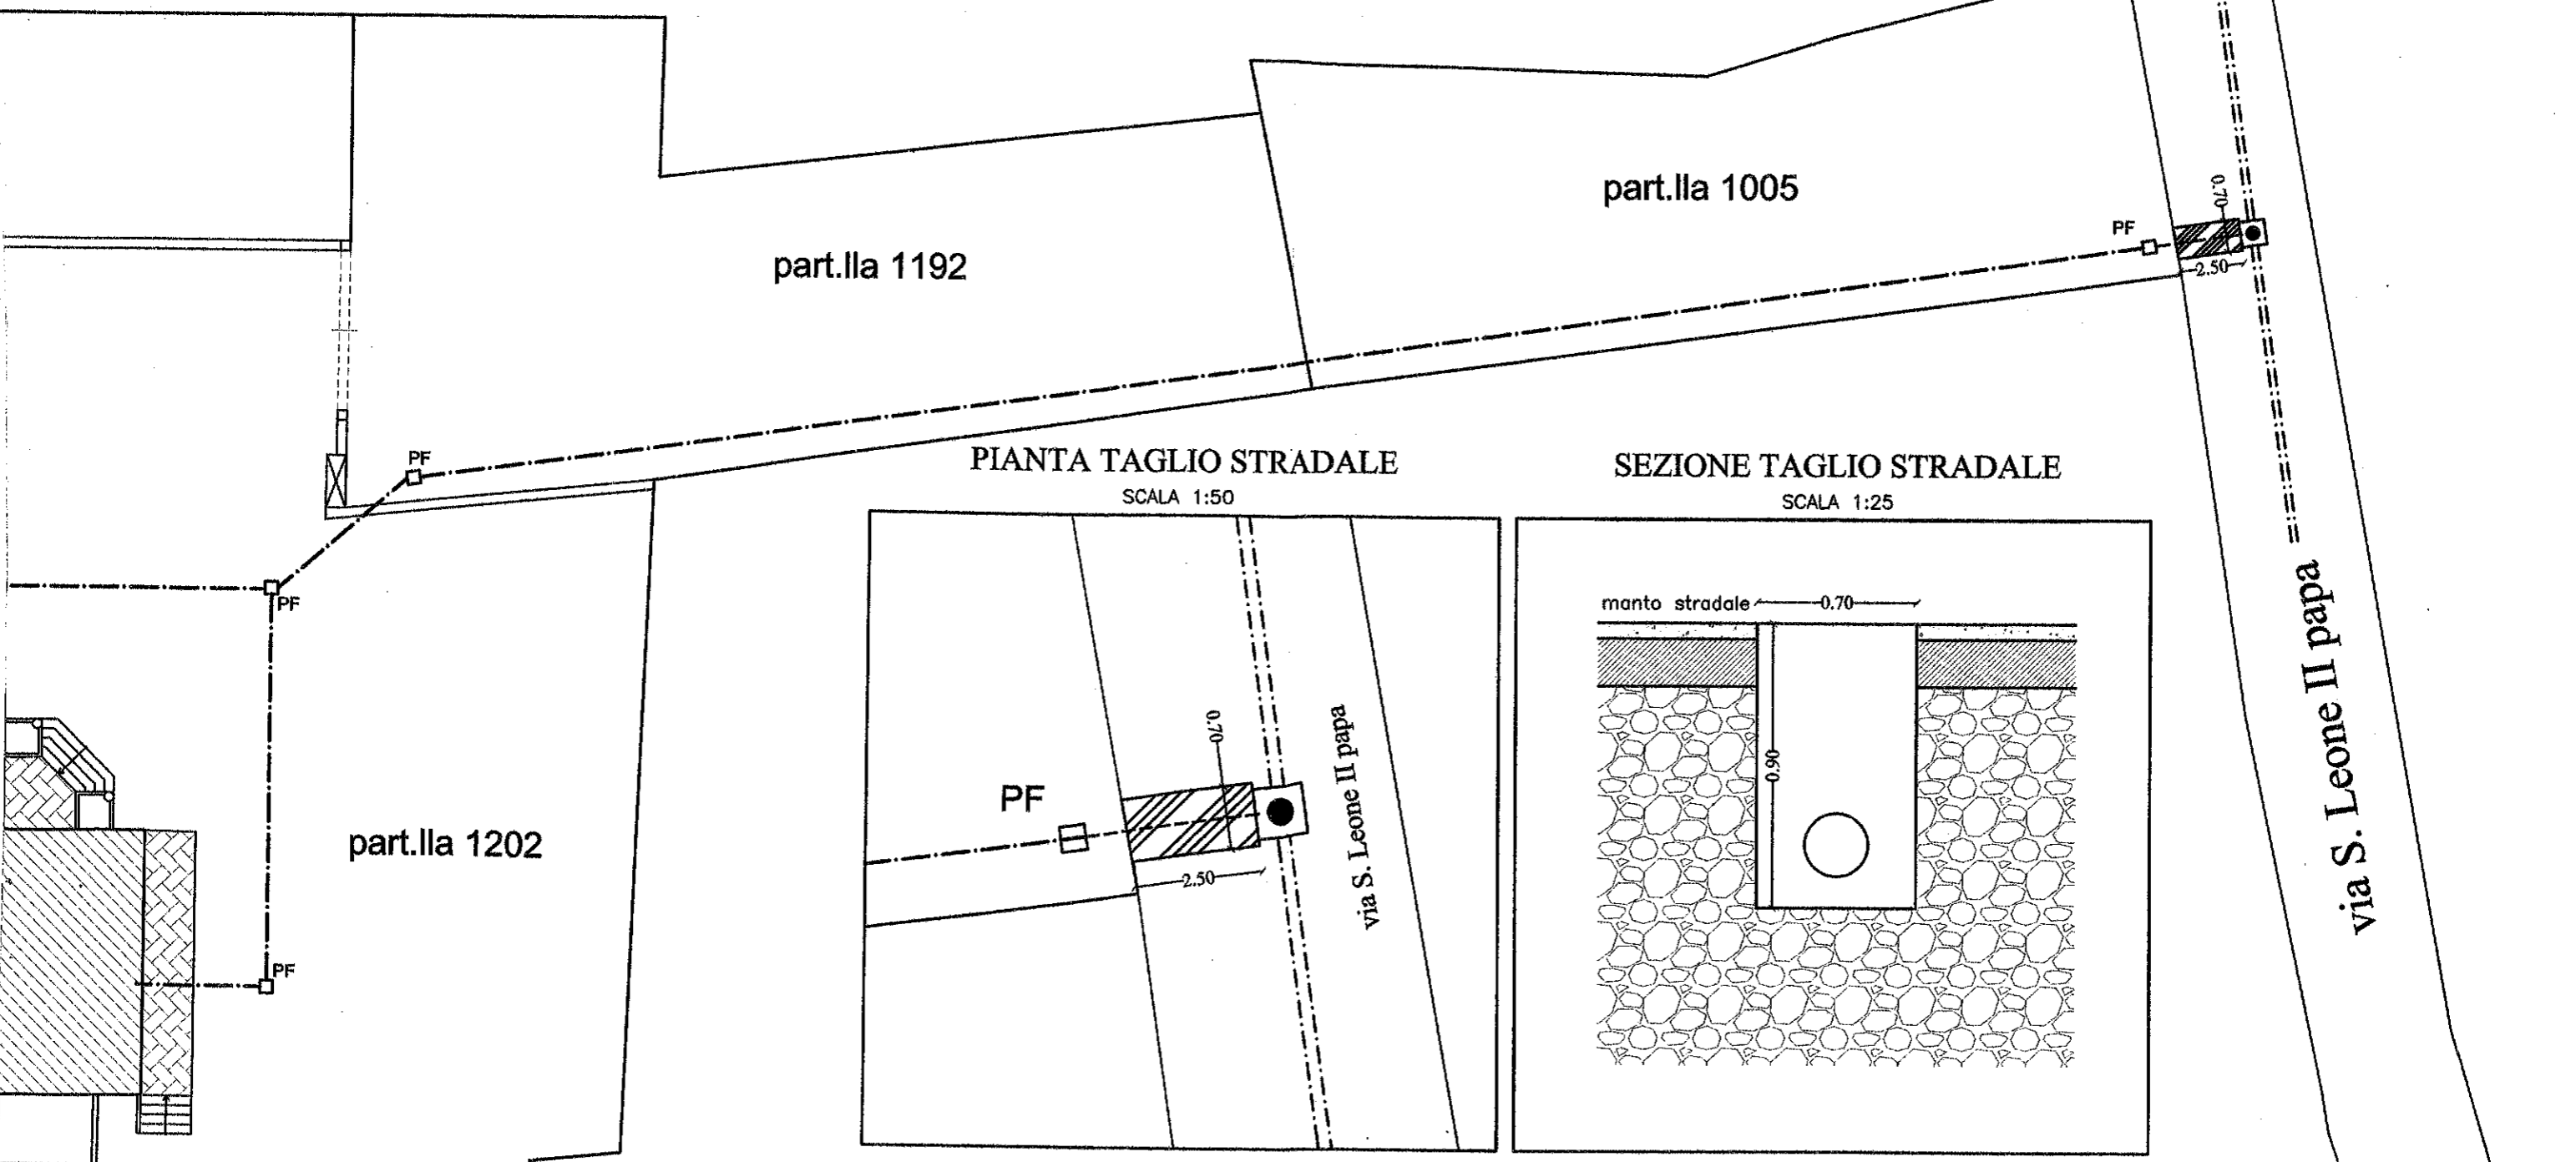 part.lla 1005
0.70
PF
2.50
part.lla 1192
PF
PF
part.lla 1202
PF
via S. Leone II papa
PIANTA TAGLIO STRADALE
SCALA 1:50
0.70
PF
2.50
via S. Leone II papa
SEZIONE TAGLIO STRADALE
SCALA 1:25
manto stradale
0.70
0.90